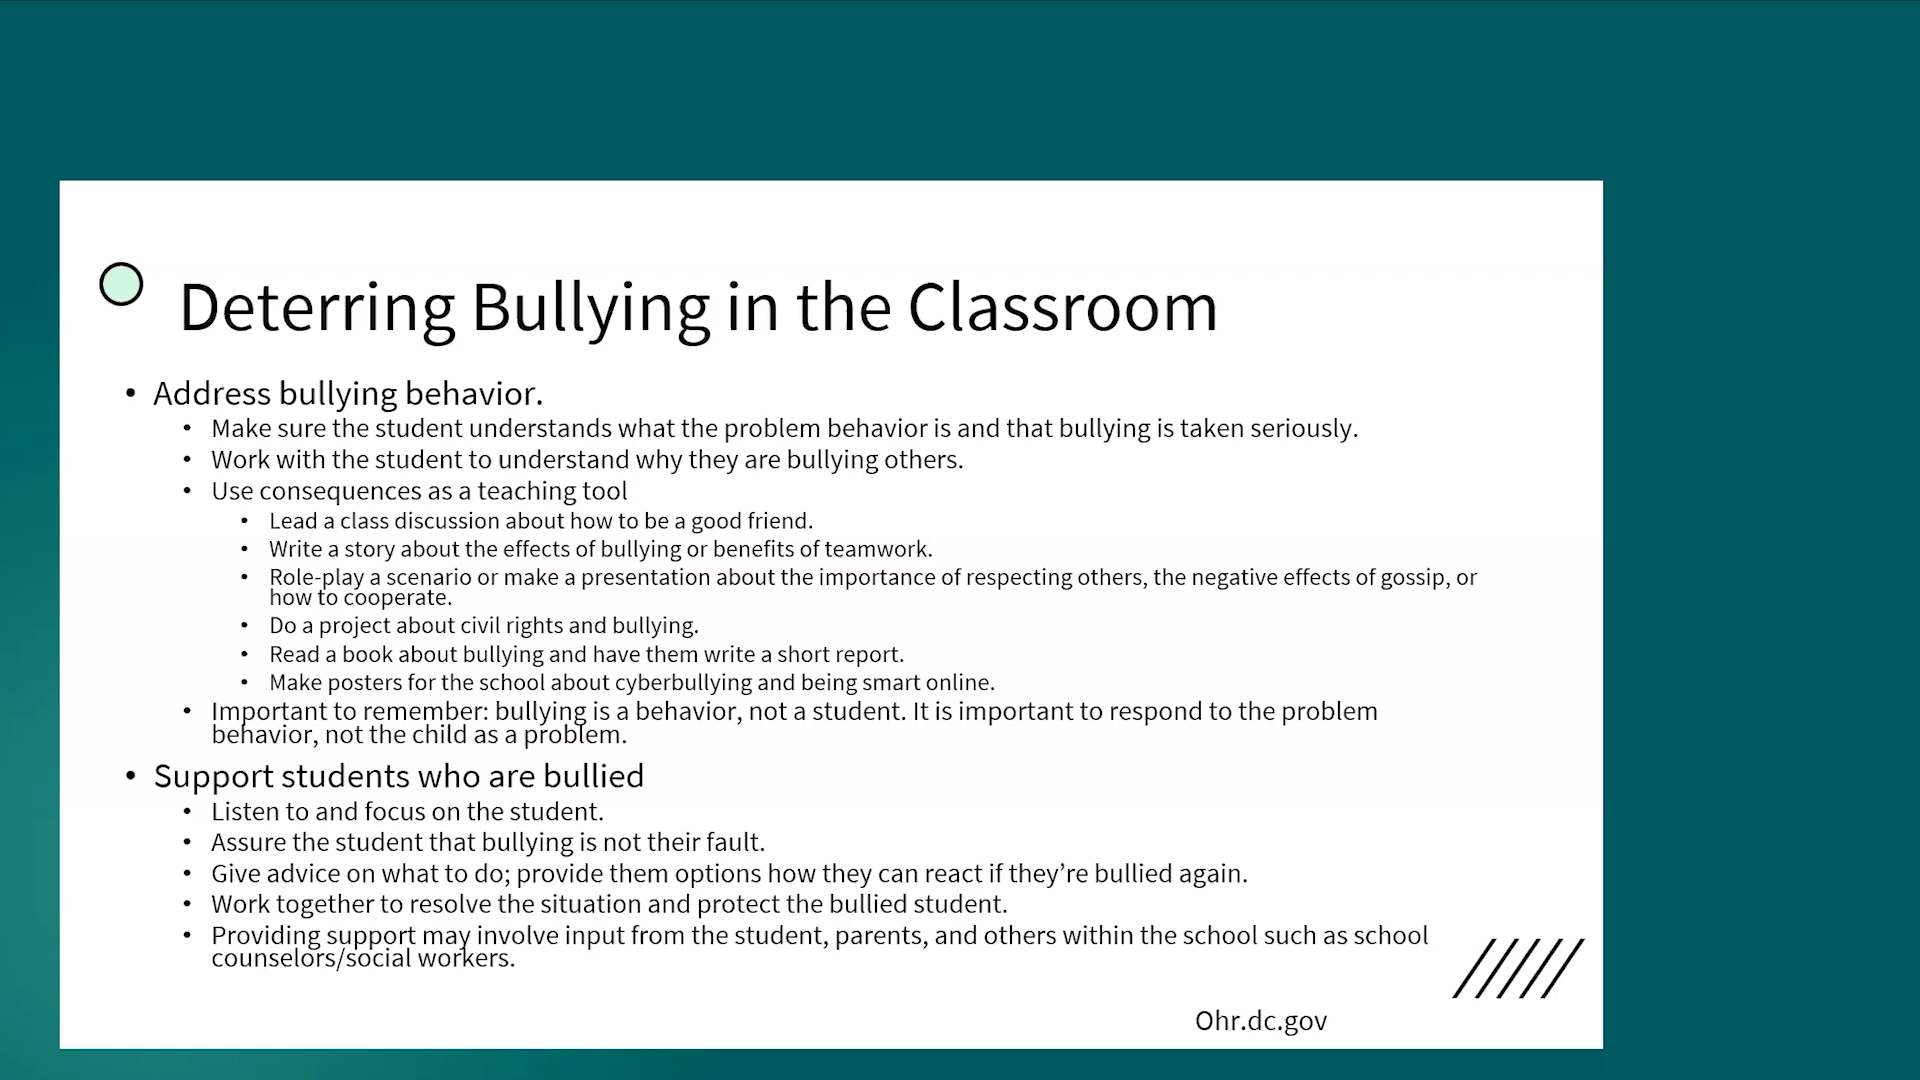 Deterring Bullying in the Classroom
• Address bullying behavior.
• Make sure the student understands what the problem behavior is and that bullying is taken seriously.
• Work with the student to understand why they are bullying others.
• Use consequences as a teaching tool
• Lead a class discussion about how to be a good friend.
• Write a story about the effects of bullying or benefits of teamwork.
• Role-play a scenario or make a presentation about the importance of respecting others, the negative effects of gossip, or
how to cooperate.
• Do a project about civil rights and bullying.
• Read a book about bullying and have them write a short report.
• Make posters for the school about cyberbullying and being smart online.
• Important to remember: bullying is a behavior, not a student. It is important to respond to the problem
behavior, not the child as a problem.
• Support students who are bullied
• Listen to and focus on the student.
• Assure the student that bullying is not their fault.
• Give advice on what to do; provide them options how they can react if they’re bullied again.
• Work together to resolve the situation and protect the bullied student.
• Providing support may involve input from the student, parents, and others within the school such as school
counselors/social workers.
Ohr.dc.gov